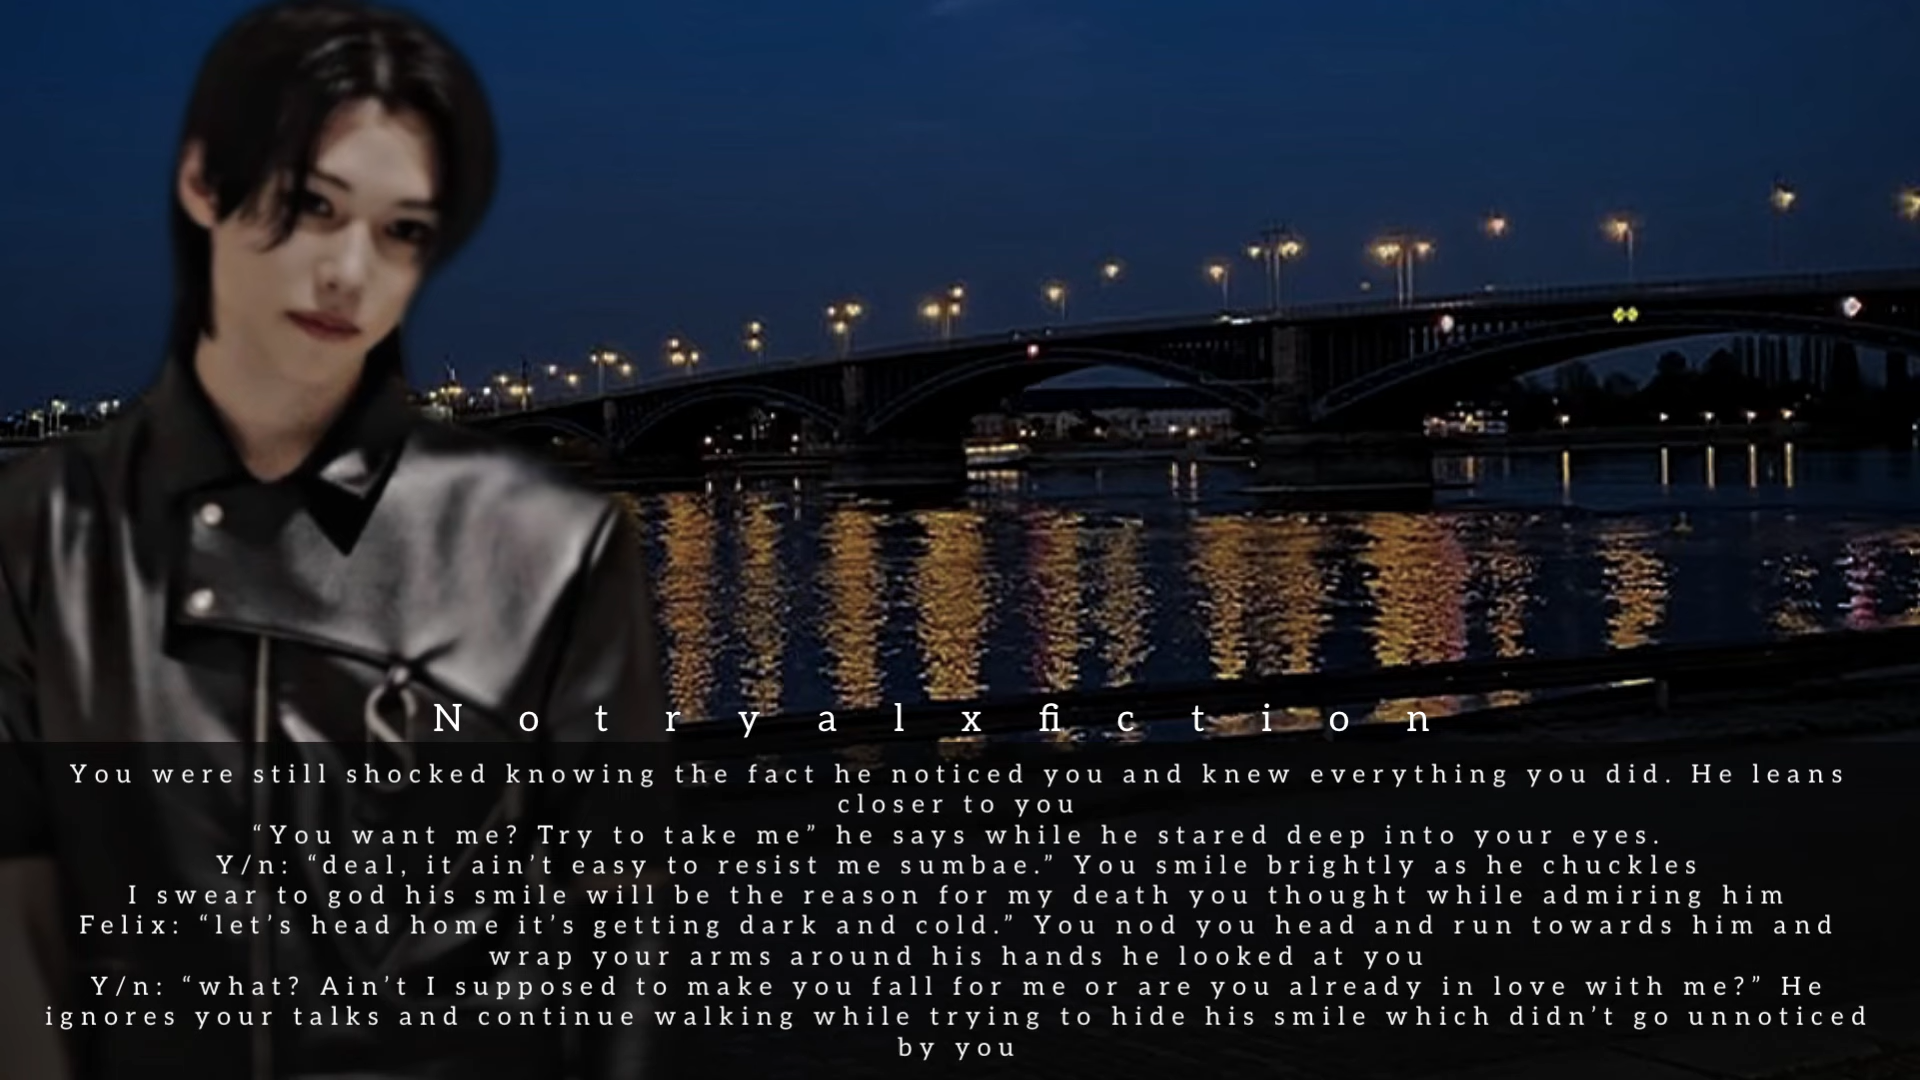 Notryalxfiction
You were still shocked knowing the fact he noticed you and knew everything you did. He leans
closer to you
“You want me? Try to take me” he says while he stared deep into your eyes.
Y/n: “deal, it ain’t easy to resist me sumbae.” You smile brightly as he chuckles
I swear to god his smile will be the reason for my death you thought while admiring him
Felix: “let’s head home it’s getting dark and cold.” You nod you head and run towards him and
wrap your arms around his hands he looked at you
Y/n: “what? Ain’t I supposed to make you fall for me or are you already in love with me?” He
ignores your talks and continue walking while trying to hide his smile which didn’t go unnoticed
by you